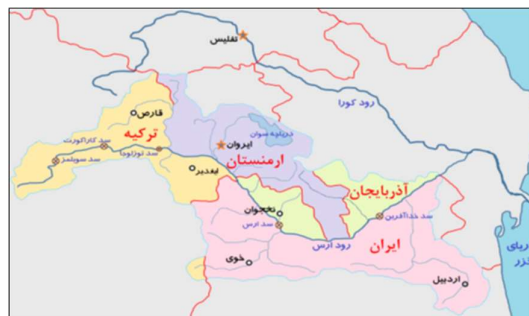 تفلیس
رود کورا
قارص
ترکیه
سد کاراکورت
سد سویلمز
سد توزلوجا
ایروان
دریاچه سوان
ارمنستان
ایغدیر
آذربایجان
نخجوان
سد خداآفرین
سد ارس
رود ارس
ایران
خوی
اردبیل
دریای
خزر